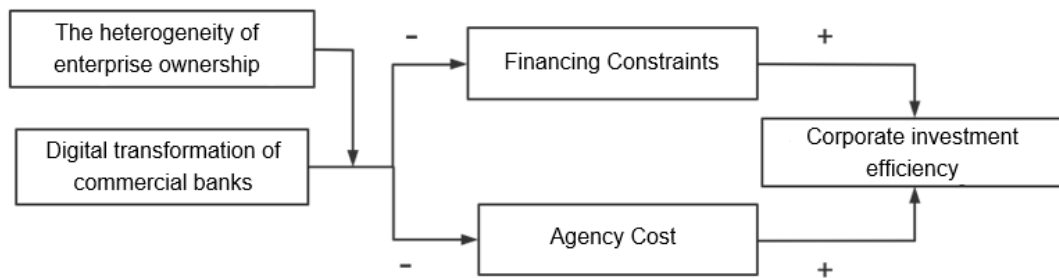 The heterogeneity of
enterprise ownership
-
Financing Constraints
+
Digital transformation of
commercial banks
Corporate investment
efficiency
-
Agency Cost
+